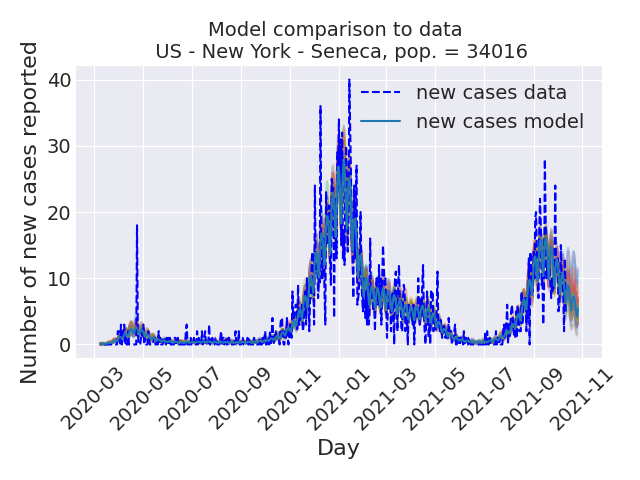 Model comparison to data
US - New York - Seneca, pop. = 34016
Number of new cases reported
40
30
20
10
0
new cases data
new cases model
2020-03
2020-05
2020-07
2020-09
2020-11
2021-01
2021-03
2021-05
2021-07
2021-09
2021-11
Day